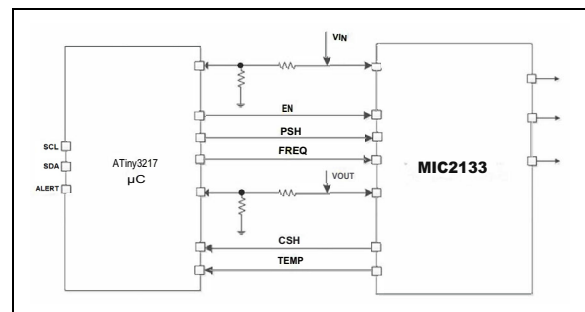 VIN
EN
PSH
FREQ
SCL
SDA
ALERT
ATiny3217
µC
MIC2133
VOUT
CSH
TEMP